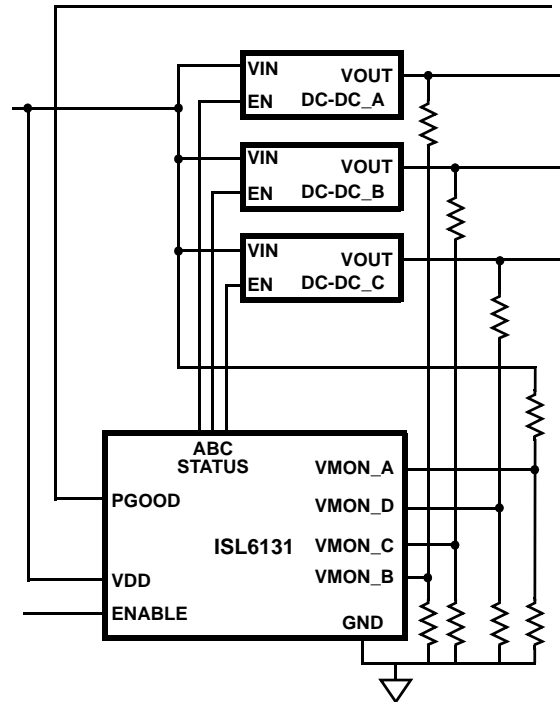 VIN
VOUT
EN
DC-DC_A
VIN
VOUT
EN
DC-DC_B
VIN
VOUT
EN
DC-DC_C
ABC
STATUS
VMON_A
PGOOD
VMON_D
ISL6131
VMON_C
VDD
VMON_B
ENABLE
GND